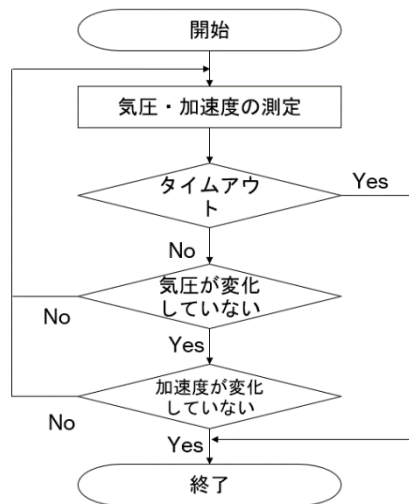 開始
気圧・加速度の測定
タイムアウ
ト
Yes
No
気圧が変化
していない
No
Yes
加速度が変化
していない
No
Yes
終了